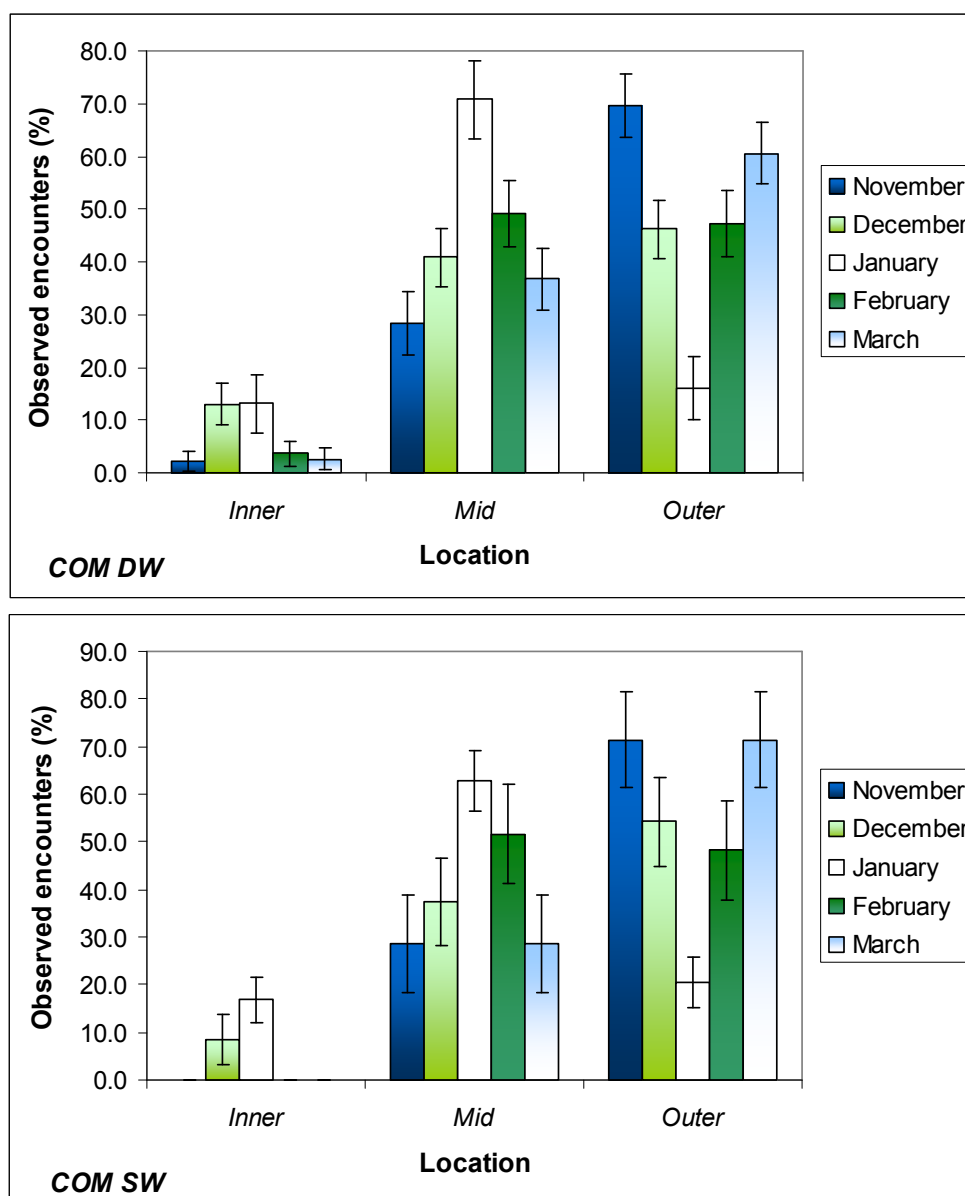 80.0
70.0
60.0
50.0
40.0
30.0
20.0
10.0
0.0
Observed encounters (%)
Inner Mid Outer
Location
COM DW
November
December
January
February
March
90.0
80.0
70.0
60.0
50.0
40.0
30.0
20.0
10.0
0.0
Observed encounters (%)
Inner Mid Outer
Location
COM SW
November
December
January
February
March